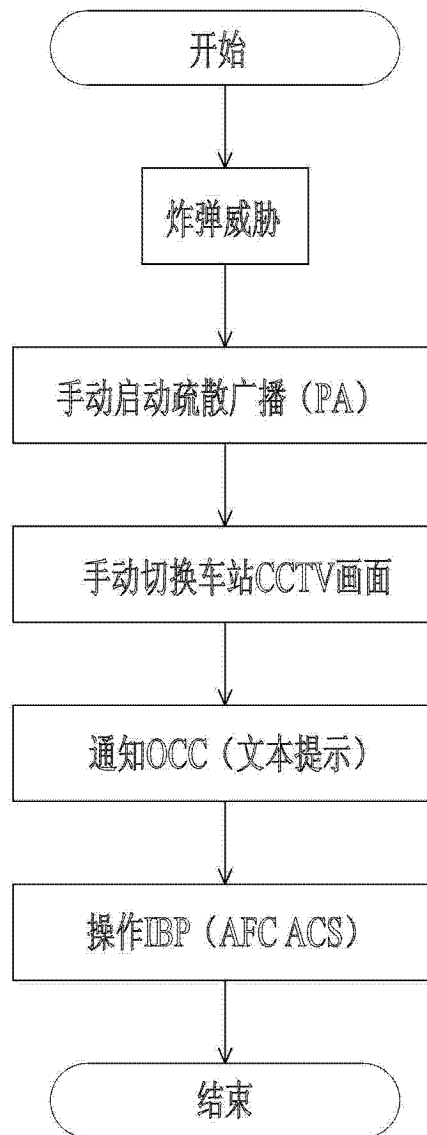 开始
炸弹威胁
手动启动疏散广播（PA）
手动切换车站CCTV画面
通知OCC（文本提示）
操作IBP（AFC ACS）
结束